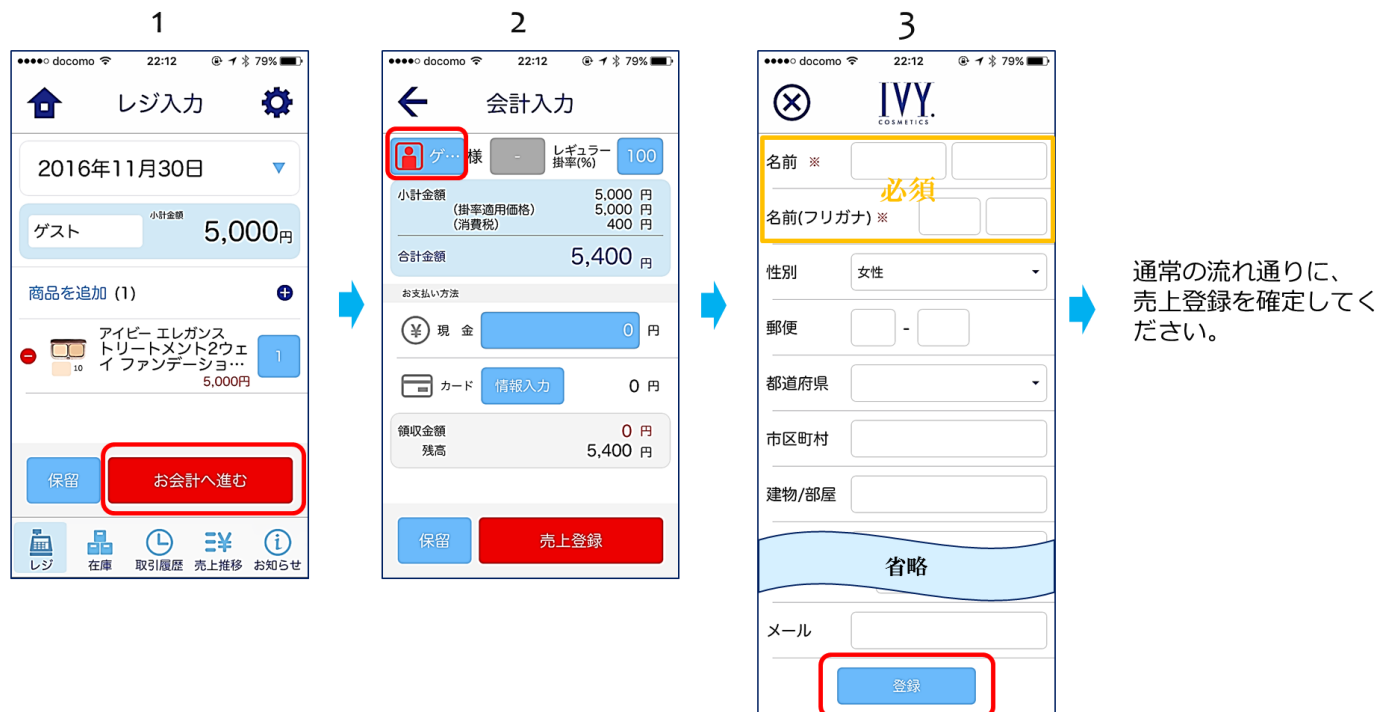 1
docomo 22:12 79%
レジ入力
2016年11月30日
ゲスト
小計金額
5,000円
商品を追加 (1)
アイビー エレガンス
トリートメント2ウェ
イ ファンデーショ…
10
5,000円
1
保留
お会計へ進む
レジ
在庫
取引履歴
売上推移
お知らせ
2
docomo 22:12 79%
会計入力
ゲ… 様
-
レギュラー
掛率(%)
100
小計金額 5,000 円
(掛率適用価格) 5,000 円
(消費税) 400 円
合計金額 5,400 円
お支払い方法
¥ 現 金 0 円
カード 情報入力 0 円
領収金額 0 円
残高 5,400 円
保留
売上登録
3
docomo 22:12 79%
IVY.
COSMETICS
名前 ※
必須
名前(フリガナ) ※
性別 女性
郵便 -
都道府県
市区町村
建物/部屋
省略
メール
登録
通常の流れ通りに、
売上登録を確定してく
ださい。